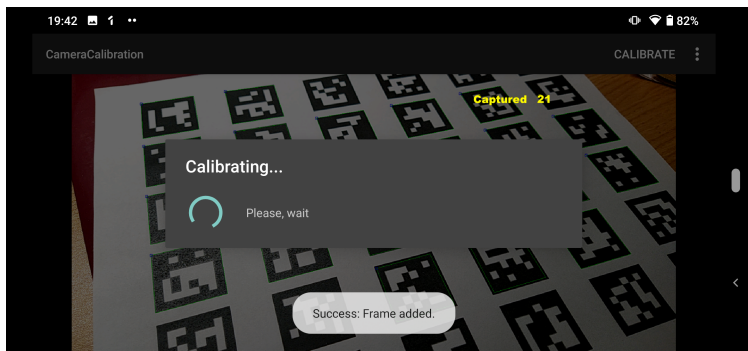 19:42
82%
CameraCalibration
CALIBRATE
Captured 21
Calibrating...
Please, wait
Success: Frame added.